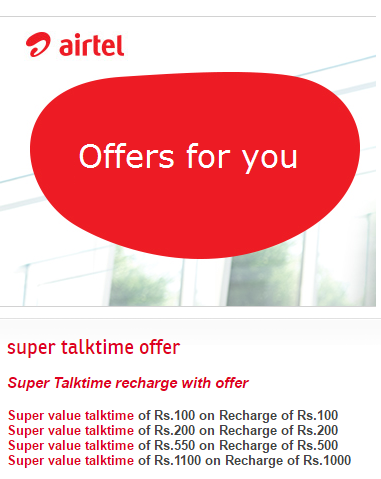 airtel
Offers for you
super talktime offer
Super Talktime recharge with offer
Super value talktime of Rs.100 on Recharge of Rs.100
Super value talktime of Rs.200 on Recharge of Rs.200
Super value talktime of Rs.550 on Recharge of Rs.500
Super value talktime of Rs.1100 on Recharge of Rs.1000